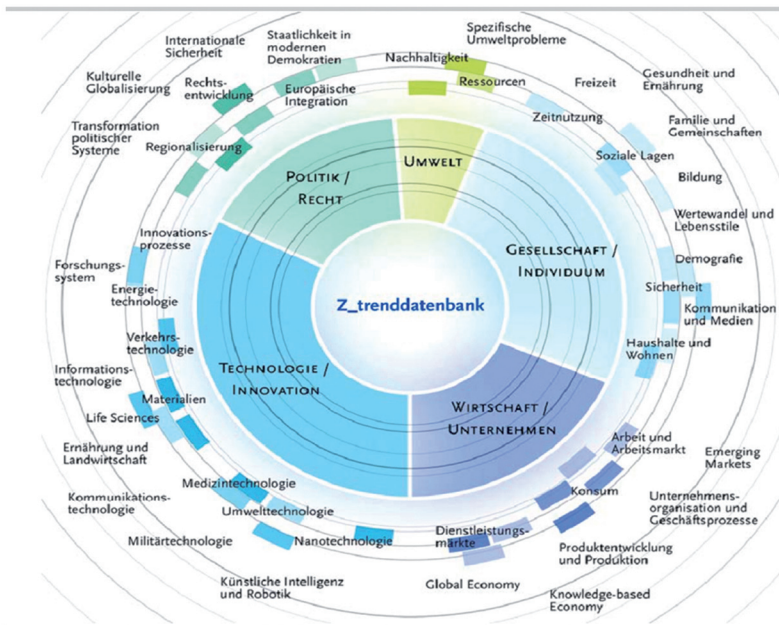 Spezifische
Umweltprobleme
Staatlichkeit in
modernen
Demokratien
Internationale
Sicherheit
Nachhaltigkeit
Ressourcen
Freizeit
Gesundheit und
Ernährung
Kulturelle
Globalisierung
Rechts-
entwicklung
Europäische
Integration
Zeitnutzung
Familie und
Gemeinschaften
Transformation
politischer
Systeme
Regionalisierung
Soziale Lagen
Bildung
UMWELT
POLITIK /
RECHT
Wertewandel und
Lebensstile
Innovations-
prozesse
GESELLSCHAFT /
INDIVIDUUM
Demografie
Forschungs-
system
Energie-
technologie
Sicherheit
Kommunikation
und Medien
Z_trenddatenbank
Verkehrs-
technologie
Haushalte und
Wohnen
Informations-
technologie
TECHNOLOGIE /
INNOVATION
Materialien
Life Sciences
WIRTSCHAFT /
UNTERNEHMEN
Arbeit und
Arbeitsmarkt
Emerging
Markets
Ernährung und
Landwirtschaft
Medizintechnologie
Konsum
Kommunikations-
technologie
Umwelttechnologie
Unternehmens-
organisation und
Geschäftsprozesse
Militärtechnologie
Nanotechnologie
Dienstleistungs-
märkte
Produktentwicklung
und Produktion
Künstliche Intelligenz
und Robotik
Global Economy
Knowledge-based
Economy